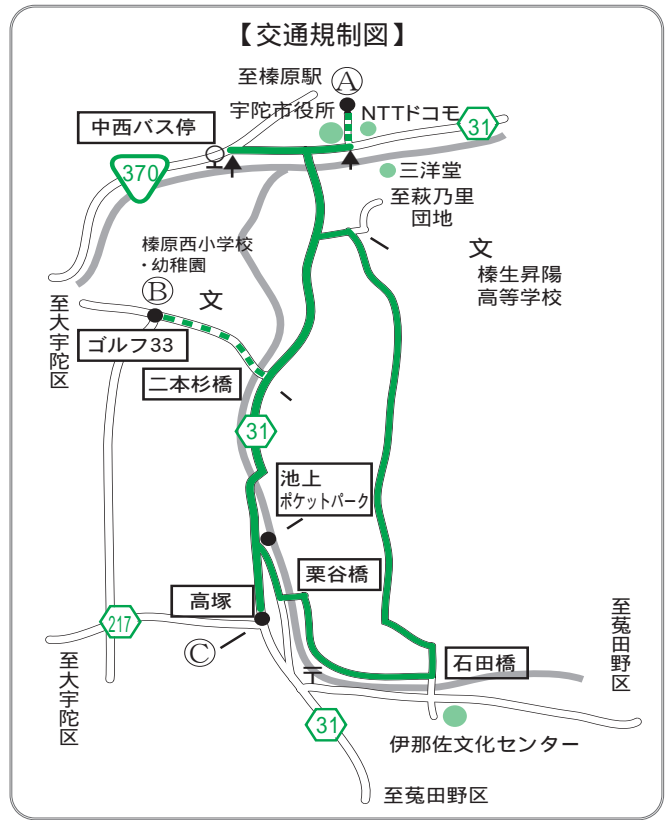 【交通規制図】
至榛原駅
Ⓐ
宇陀市役所
NTTドコモ
中西バス停
31
370
三洋堂
至萩乃里
団地
榛原西小学校
・幼稚園
文
文
榛生昇陽
高等学校
Ⓑ
至大宇陀区
ゴルフ33
二本杉橋
31
池上
ポケットパーク
栗谷橋
高塚
217
Ⓒ
至菟田野区
至大宇陀区
〒
石田橋
31
伊那佐文化センター
至菟田野区